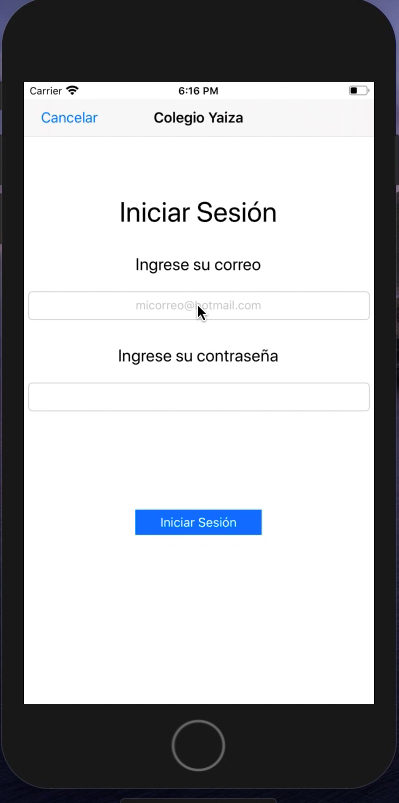 Carrier 6:16 PM
Cancelar Colegio Yaiza
Iniciar Sesión
Ingrese su correo
micorreo@hotmail.com
Ingrese su contraseña
Iniciar Sesión